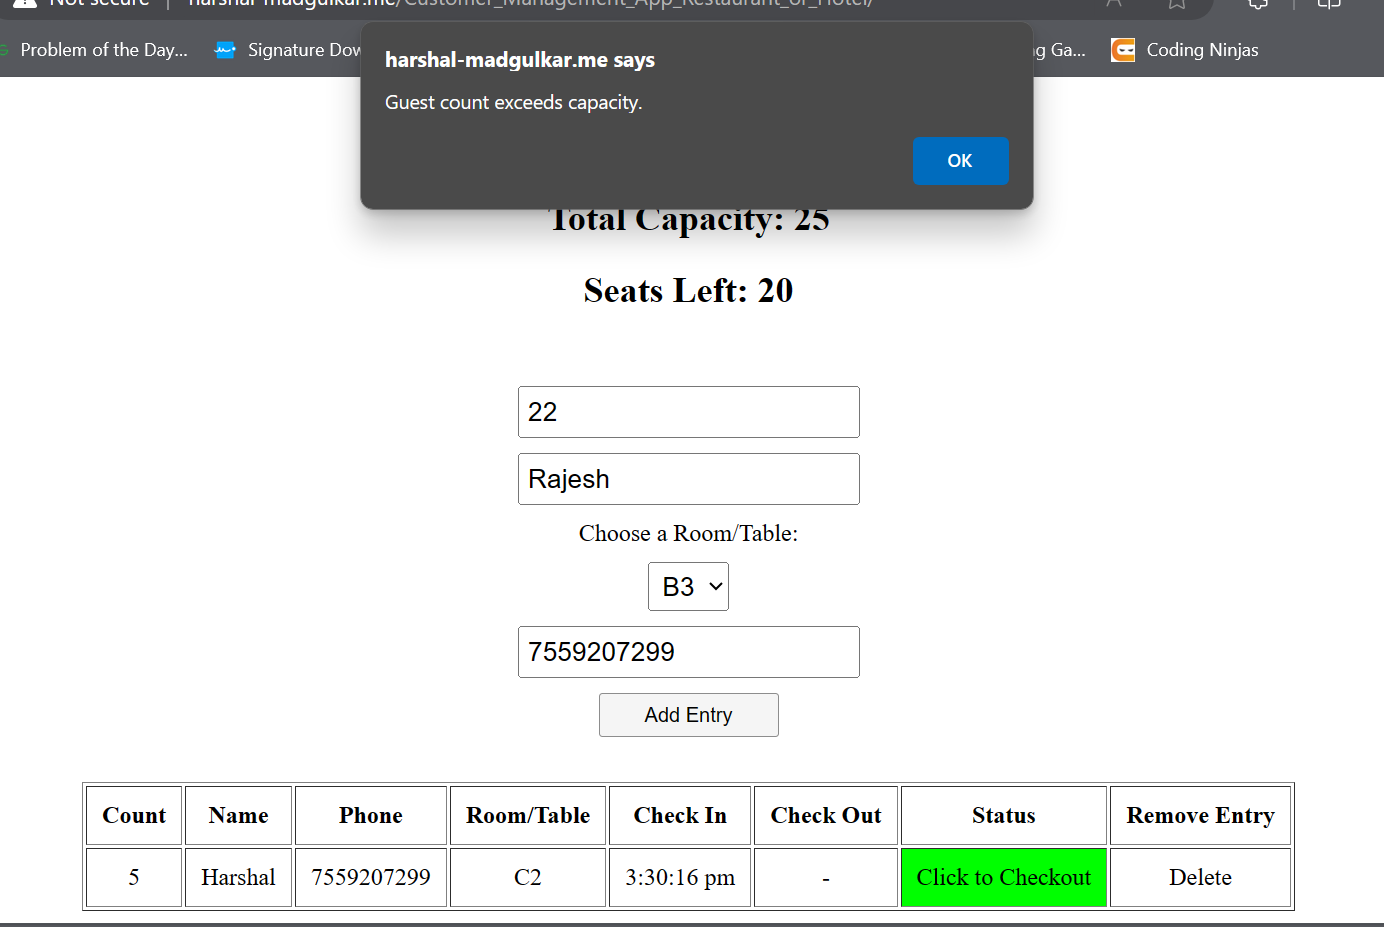 Not secure | harshal-madgulkar.me/Customer_Management_App_Restaurant_or_Hotel/
Problem of the Day... Signature Dow ng Ga... Coding Ninjas
harshal-madgulkar.me says
Guest count exceeds capacity.
OK
Total Capacity: 25
Seats Left: 20
22
Rajesh
Choose a Room/Table:
B3
7559207299
Add Entry
Count Name Phone Room/Table Check In Check Out Status Remove Entry
5 Harshal 7559207299 C2 3:30:16 pm - Click to Checkout Delete